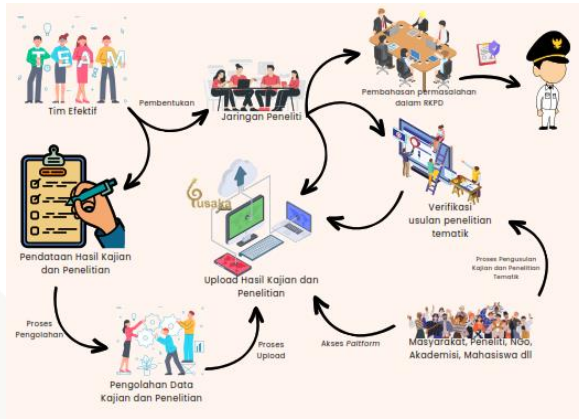 TEAM
Tim Efektif
Pembentukan
Jaringan Peneliti
Pembahasan permasalahan
dalam RKPD
Pusaka
Verifikasi
usulan penelitian
tematik
Pendataan Hasil Kajian
dan Penelitian
Upload Hasil Kajian dan
Penelitian
Proses Pengusulan
Kajian dan Penelitian
Tematik
Proses
Pengolahan
Proses
Upload
Akses Paltform
Masyarakat, Peneliti, NGo,
Akademisi, Mahasiswa dll
Pengolahan Data
Kajian dan Penelitian